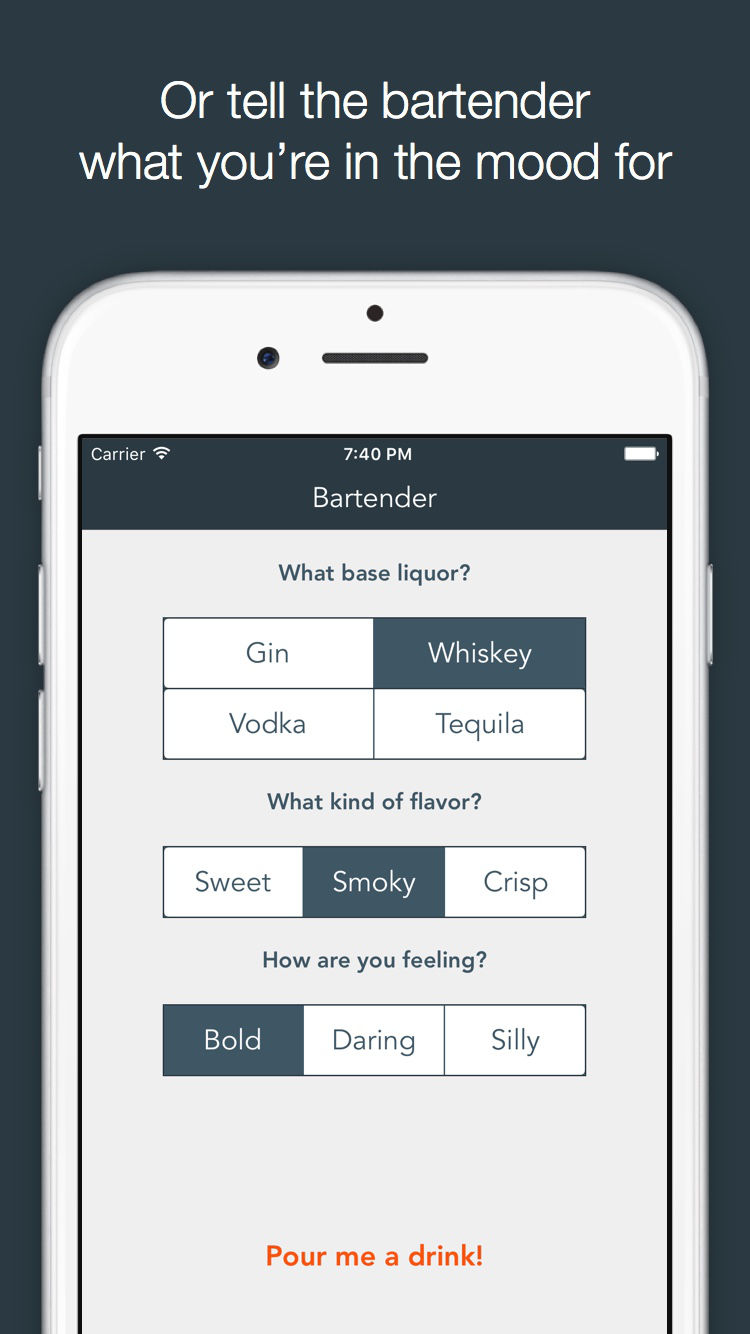 Or tell the bartender
what you’re in the mood for
Carrier 7:40 PM
Bartender
What base liquor?
Gin Whiskey
Vodka Tequila
What kind of flavor?
Sweet Smoky Crisp
How are you feeling?
Bold Daring Silly
Pour me a drink!